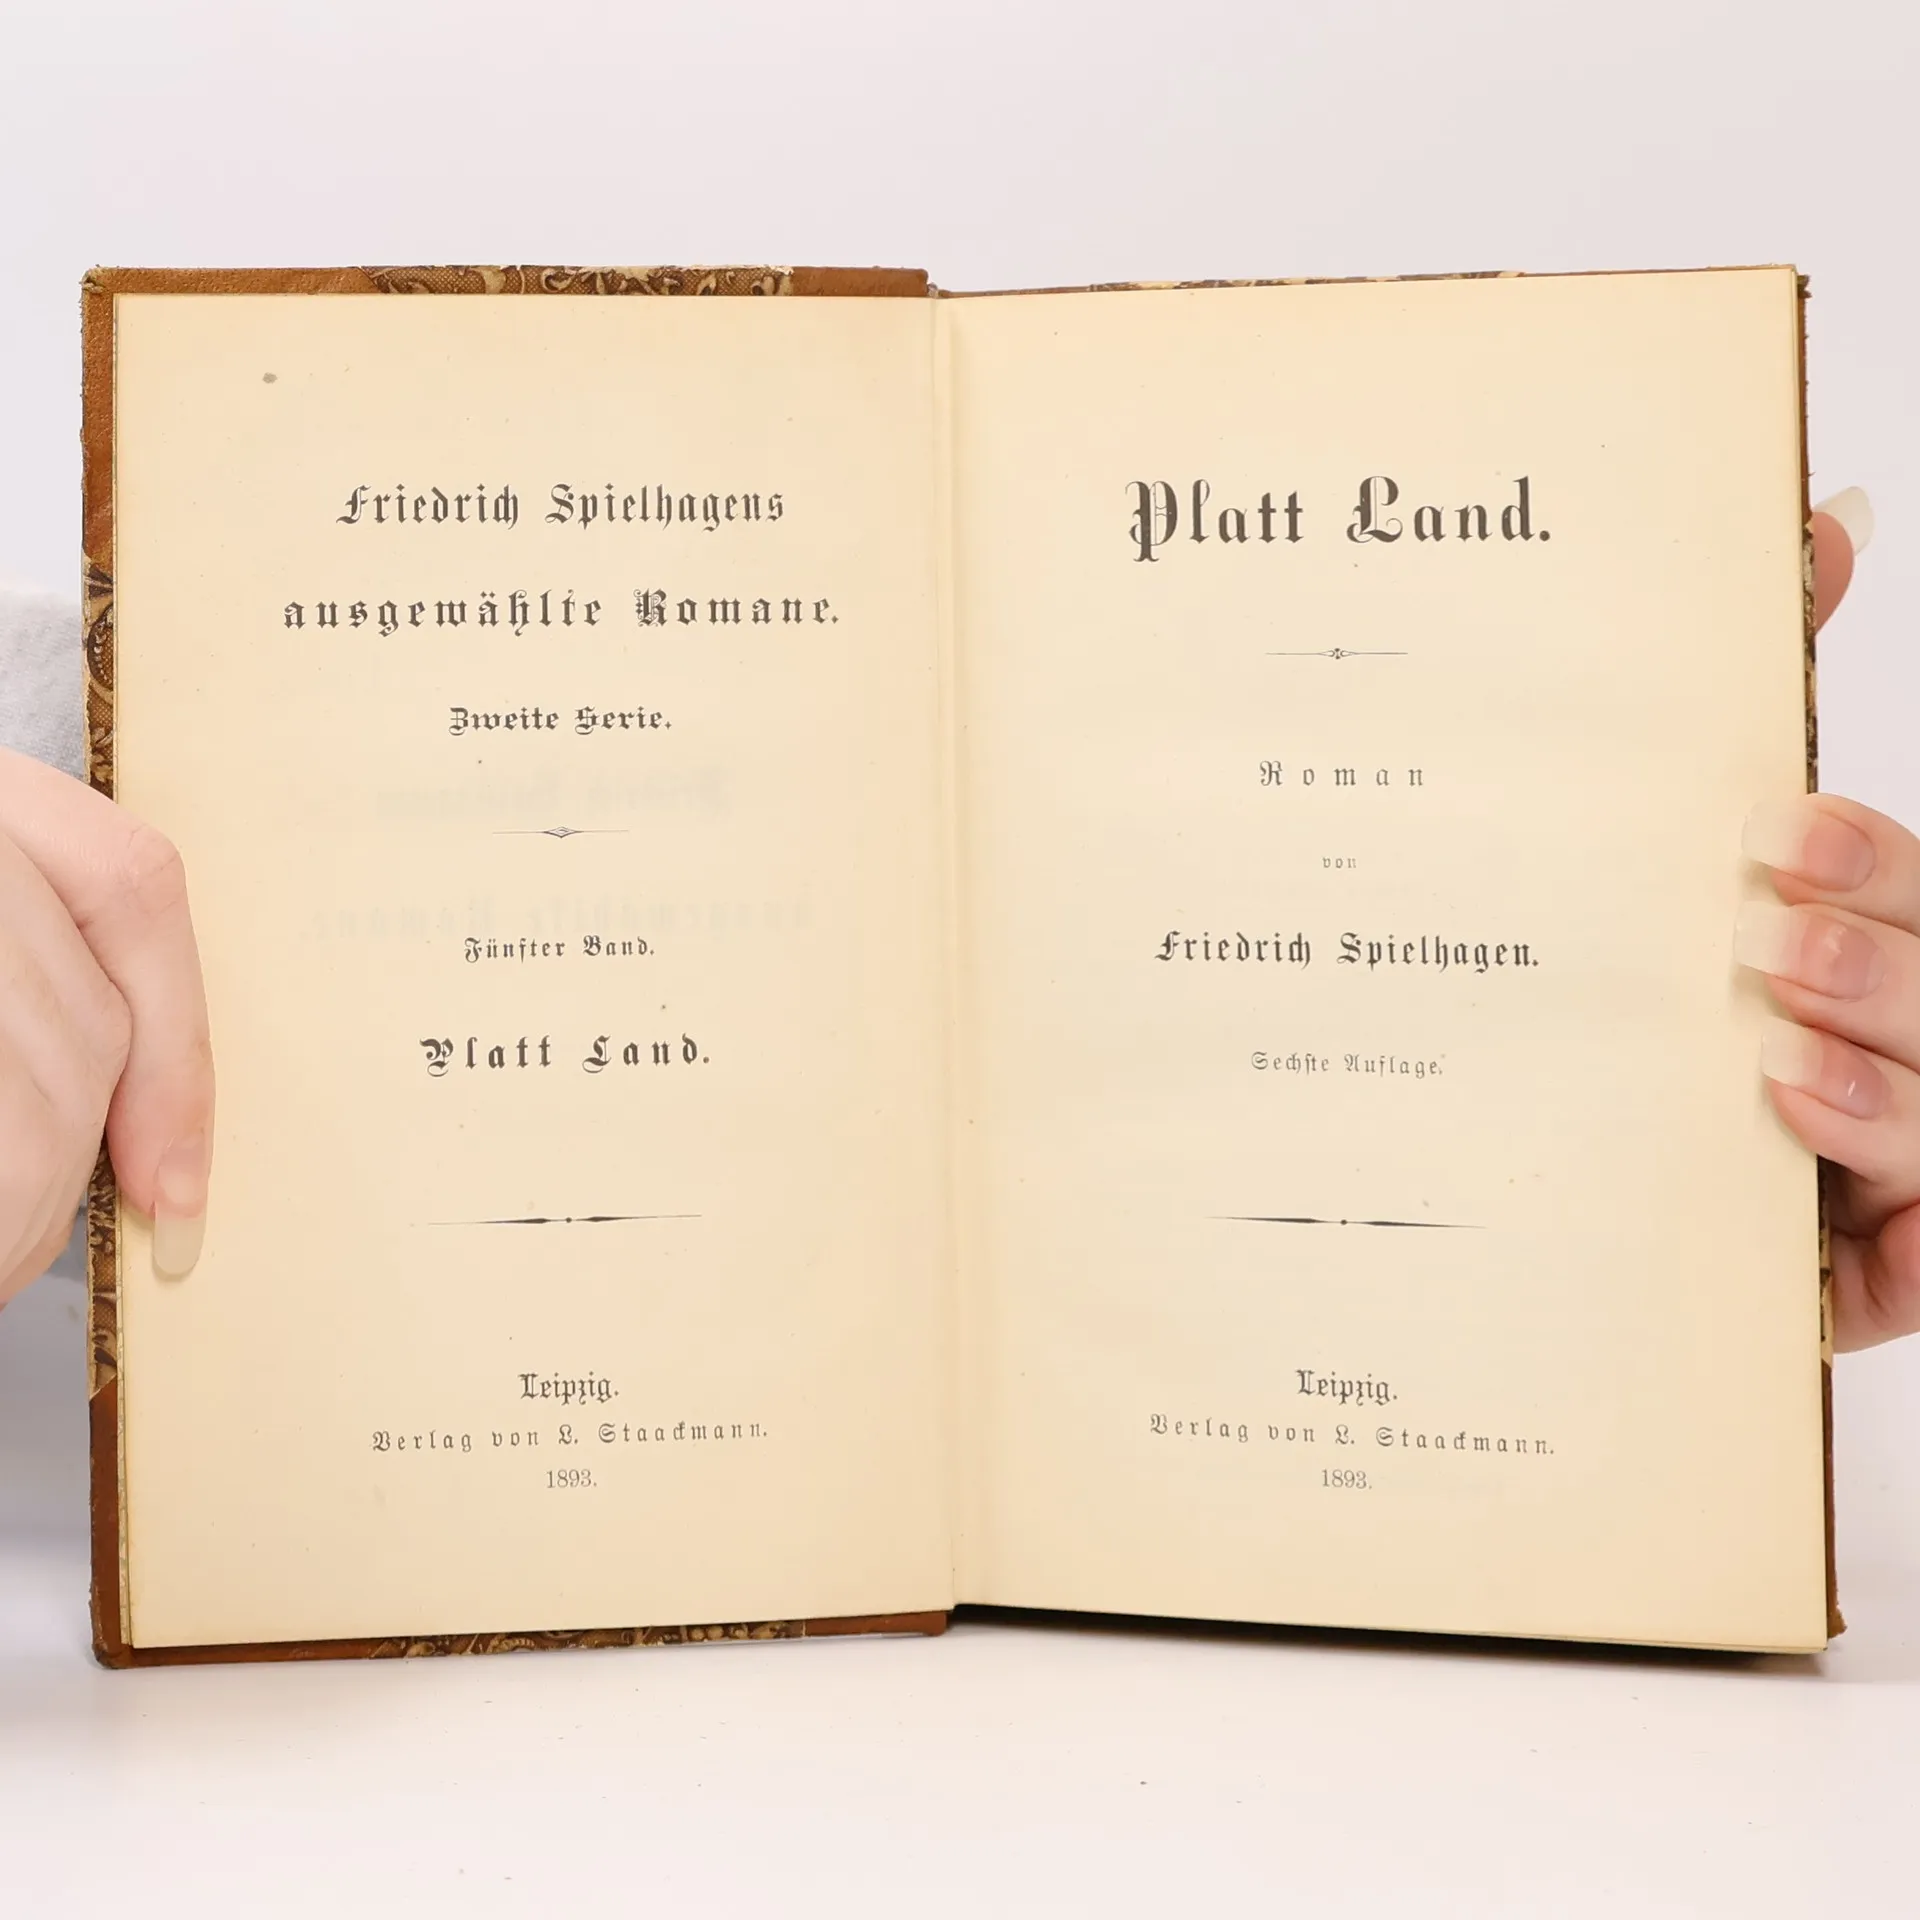 Friedrich Spielhagens
ausgewählte Romane.
Zweite Serie.
Fünfter Band.
Platt Land.
Leipzig.
Verlag von L. Staackmann.
1893.
Platt Land.
Roman
von
Friedrich Spielhagen.
Sechste Auflage.
Leipzig.
Verlag von L. Staackmann.
1893.